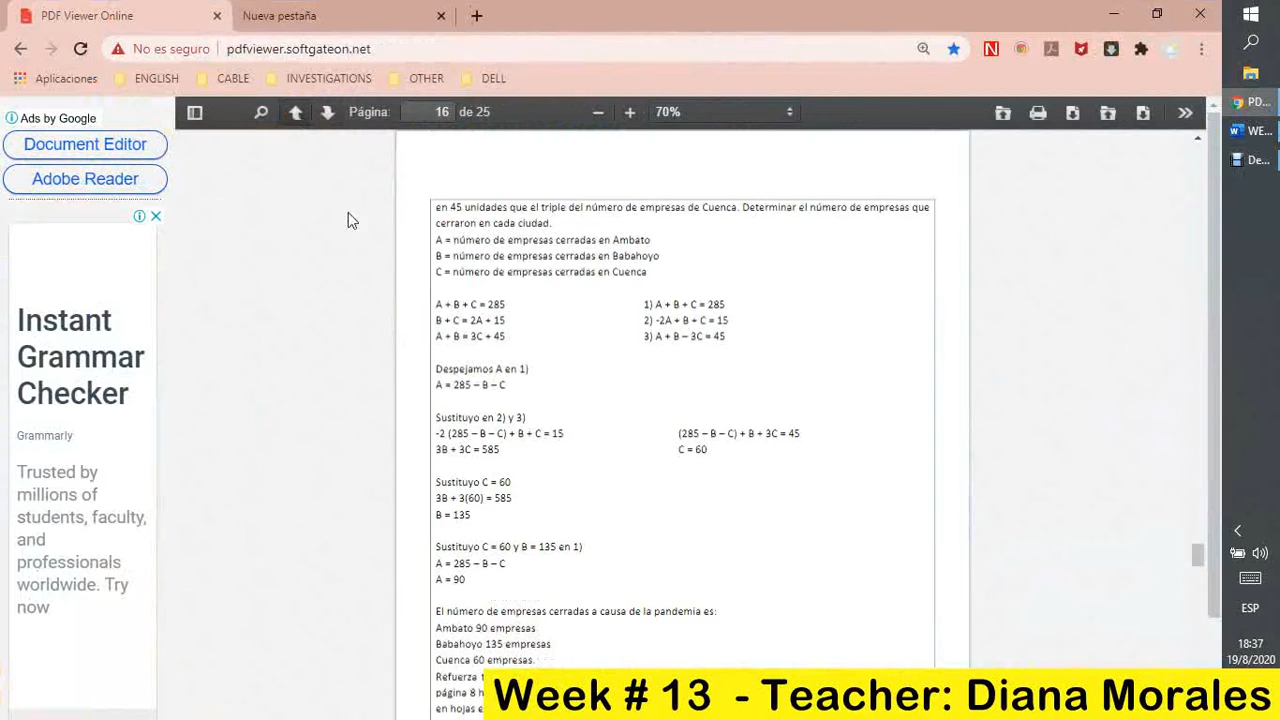 PDF Viewer Online
Nueva pestaña
No es seguro
pdfviewer.softgateon.net
Aplicaciones
ENGLISH
CABLE
INVESTIGATIONS
OTHER
DELL
Ads by Google
Document Editor
Adobe Reader
Instant
Grammar
Checker
Grammarly
Trusted by
millions of
students, faculty,
and
professionals
worldwide. Try
now
Página: 16 de 25
70%
en 45 unidades que el triple del número de empresas de Cuenca. Determinar el número de empresas que
cerraron en cada ciudad.
A = número de empresas cerradas en Ambato
B = número de empresas cerradas en Babahoyo
C = número de empresas cerradas en Cuenca
A + B + C = 285 1) A + B + C = 285
B + C = 2A + 15 2) -2A + B + C = 15
A + B = 3C + 45 3) A + B – 3C = 45
Despejamos A en 1)
A = 285 – B – C
Sustituyo en 2) y 3)
-2 (285 – B – C) + B + C = 15 (285 – B – C) + B + 3C = 45
3B + 3C = 585 C = 60
Sustituyo C = 60
3B + 3(60) = 585
B = 135
Sustituyo C = 60 y B = 135 en 1)
A = 285 – B – C
A = 90
El número de empresas cerradas a causa de la pandemia es:
Ambato 90 empresas
Babahoyo 135 empresas
Cuenca 60 empresas.
Refuerza
página 8
en hojas
PD...
WE...
De...
ESP
18:37
19/8/2020
Week # 13 - Teacher: Diana Morales